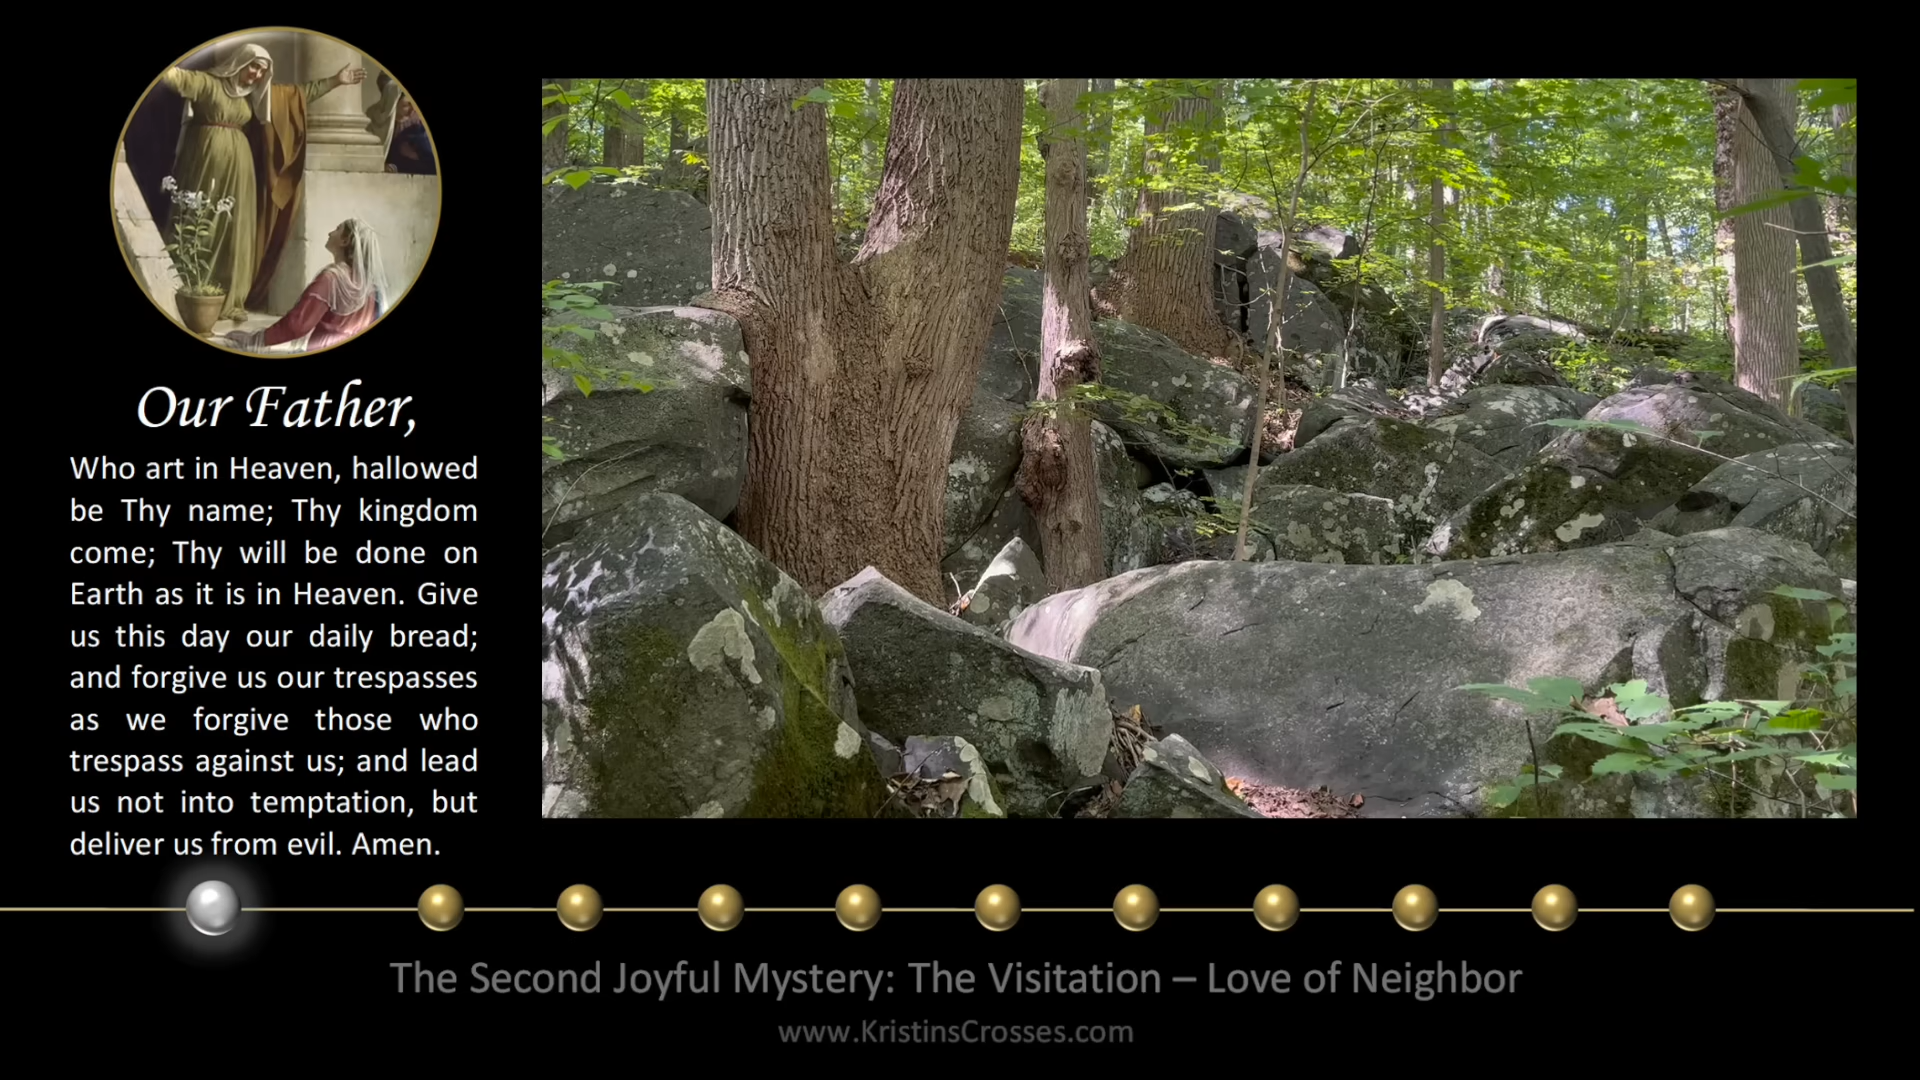 Our Father,
Who art in Heaven, hallowed
be Thy name; Thy kingdom
come; Thy will be done on
Earth as it is in Heaven. Give
us this day our daily bread;
and forgive us our trespasses
as we forgive those who
trespass against us; and lead
us not into temptation, but
deliver us from evil. Amen.
The Second Joyful Mystery: The Visitation – Love of Neighbor
www.KristinsCrosses.com